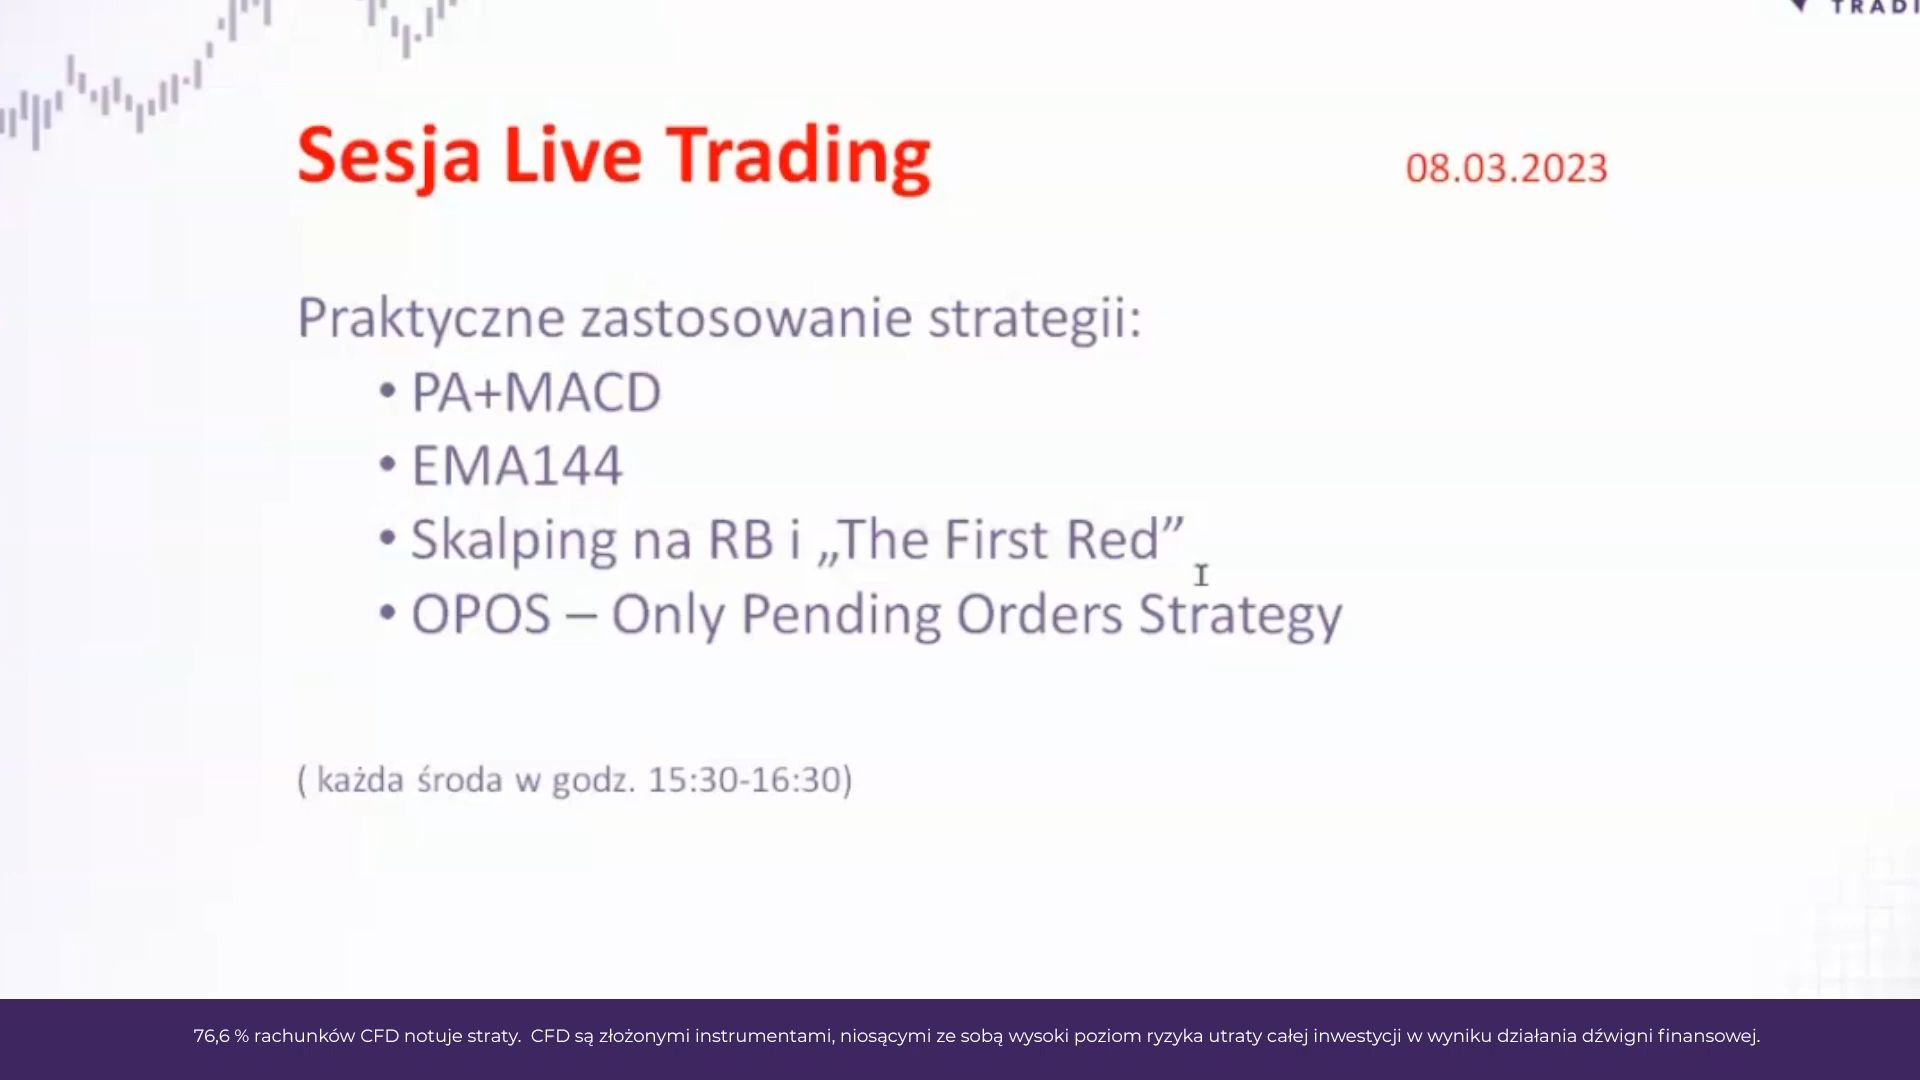 Sesja Live Trading
08.03.2023
Praktyczne zastosowanie strategii:
• PA+MACD
• EMA144
• Skalping na RB i „The First Red”
• OPOS – Only Pending Orders Strategy
( każda środa w godz. 15:30-16:30)
76,6 % rachunków CFD notuje straty. CFD są złożonymi instrumentami, niosącymi ze sobą wysoki poziom ryzyka utraty całej inwestycji w wyniku działania dźwigni finansowej.